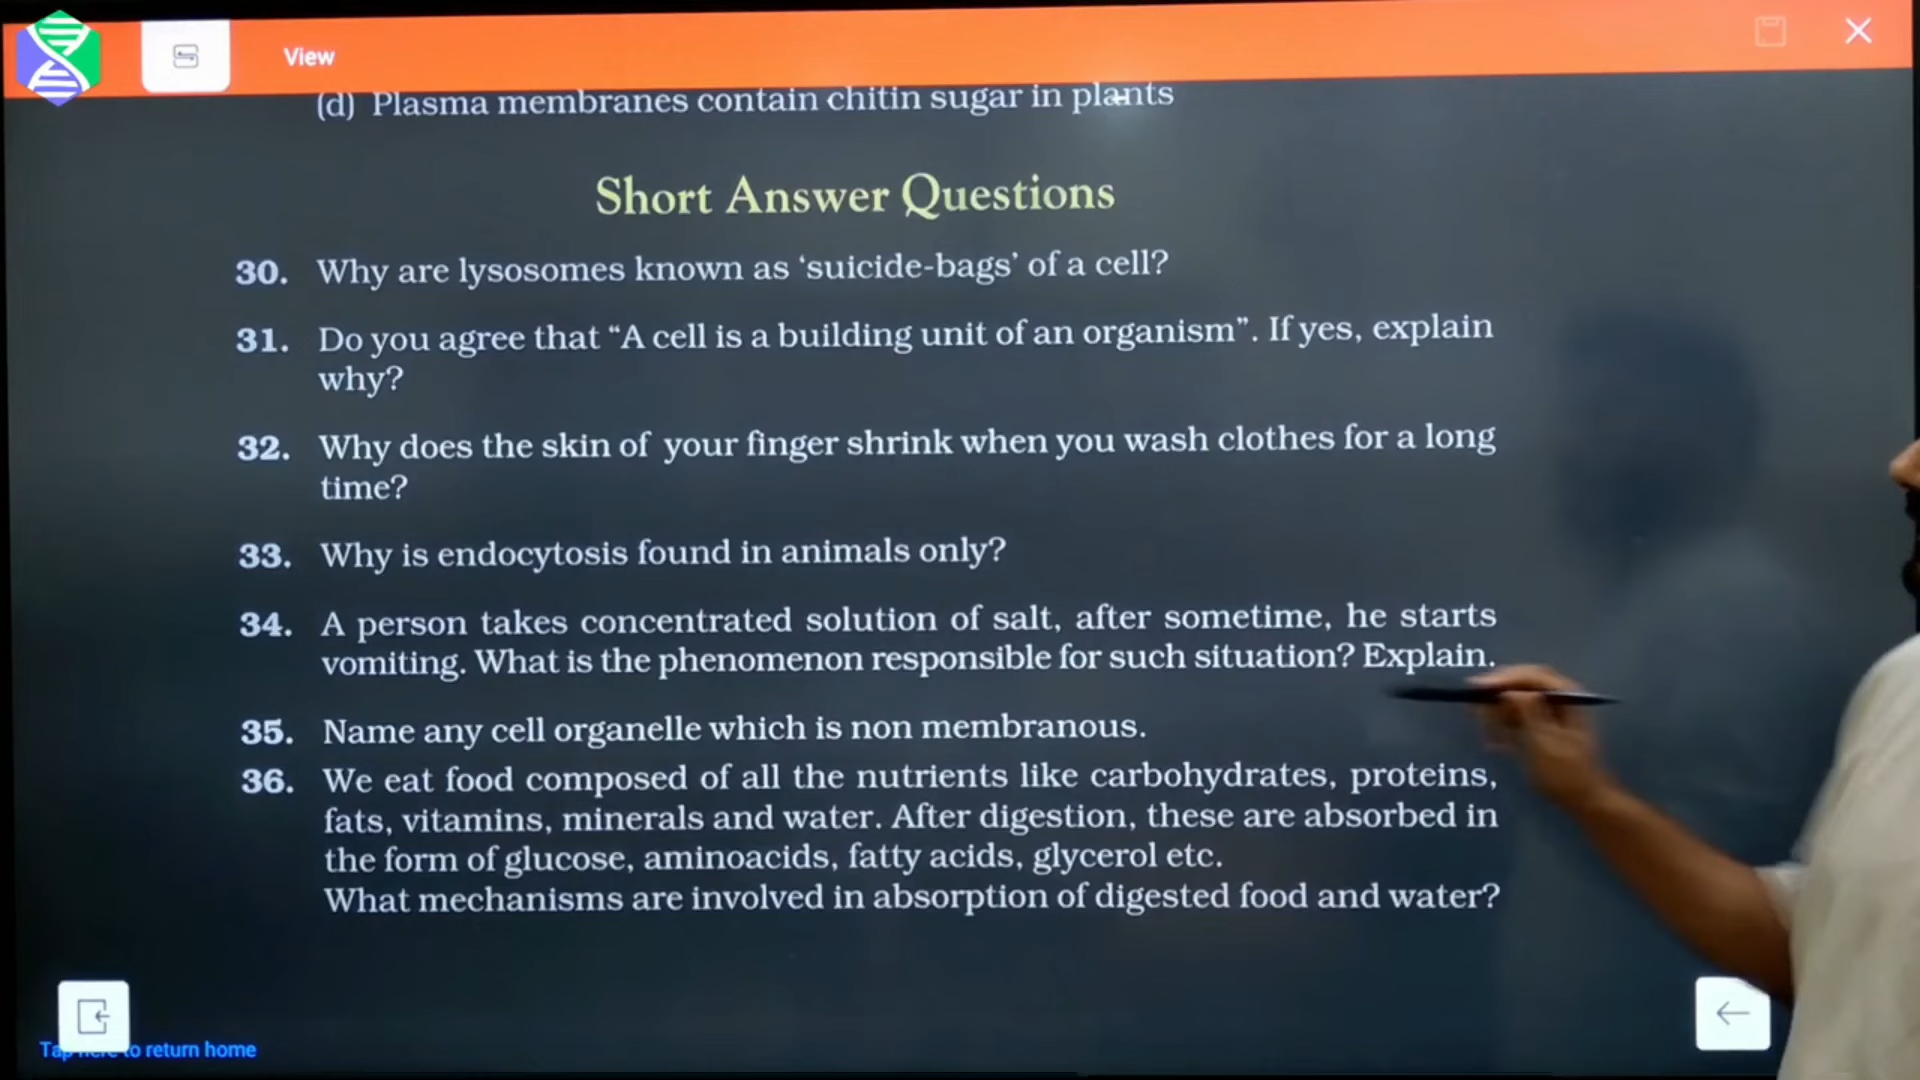 View
(d) Plasma membranes contain chitin sugar in plants
Short Answer Questions
30. Why are lysosomes known as ‘suicide-bags’ of a cell?
31. Do you agree that “A cell is a building unit of an organism”. If yes, explain
why?
32. Why does the skin of your finger shrink when you wash clothes for a long
time?
33. Why is endocytosis found in animals only?
34. A person takes concentrated solution of salt, after sometime, he starts
vomiting. What is the phenomenon responsible for such situation? Explain.
35. Name any cell organelle which is non membranous.
36. We eat food composed of all the nutrients like carbohydrates, proteins,
fats, vitamins, minerals and water. After digestion, these are absorbed in
the form of glucose, aminoacids, fatty acids, glycerol etc.
What mechanisms are involved in absorption of digested food and water?
Tap here to return home